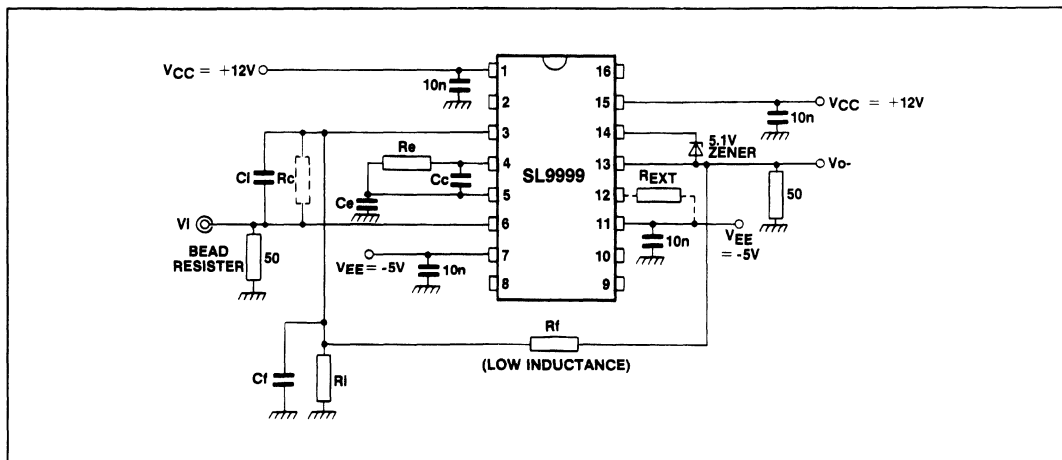 VCC = +12V
10n
1
2
3
4
5
6
7
8
SL9999
16
15
14
13
12
11
10
9
10n
VCC = +12V
5.1V
ZENER
VO-
REXT
50
10n
VEE
= -5V
CI
Rc
Re
Cc
Ce
VI
BEAD
RESISTER
50
VEE = -5V
10n
Rf
(LOW INDUCTANCE)
Cf
RI